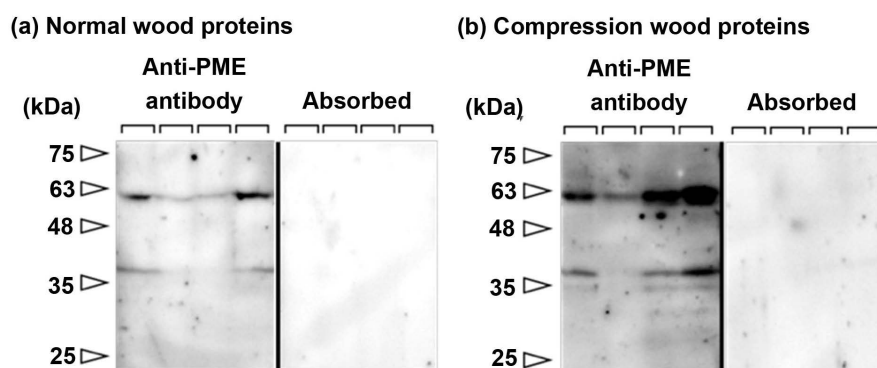 (a) Normal wood proteins
Anti-PME
antibody
Absorbed
(kDa)
75
63
48
35
25
(b) Compression wood proteins
Anti-PME
antibody
Absorbed
(kDa)
75
63
48
35
25